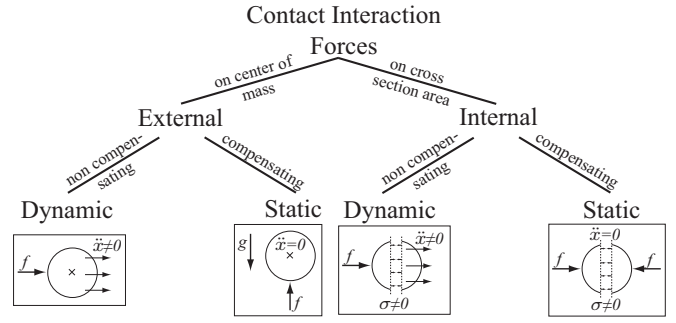 Contact Interaction
Forces
on center of
mass
on cross
section area
External
Internal
non compen-
sating
compensating
non compen-
sating
compensating
Dynamic
Static
Dynamic
Static
f
ẍ≠0
×
g
ẍ=0
×
f
f
ẍ≠0
σ≠0
f
ẍ=0
f
σ≠0